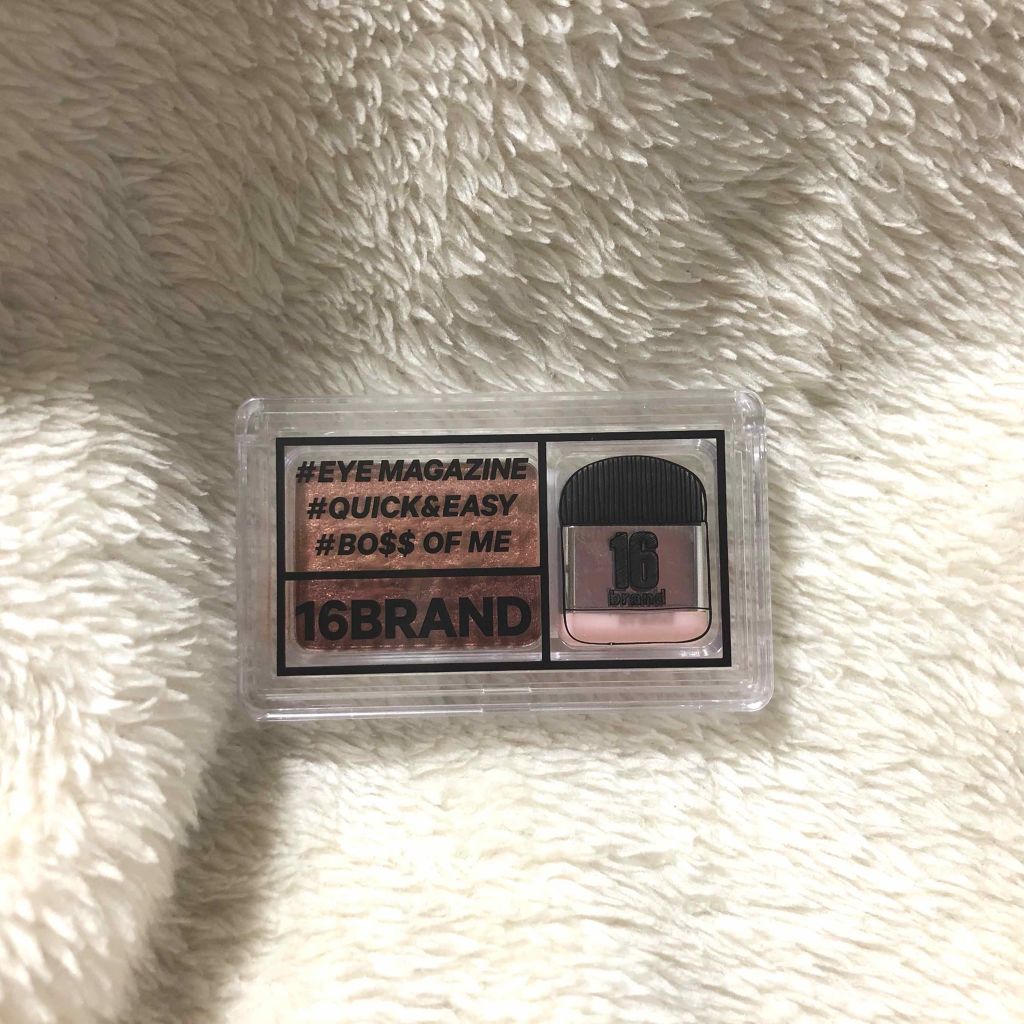 #EYE MAGAZINE
#QUICK&EASY
#BO$$ OF ME
16BRAND
16
brand